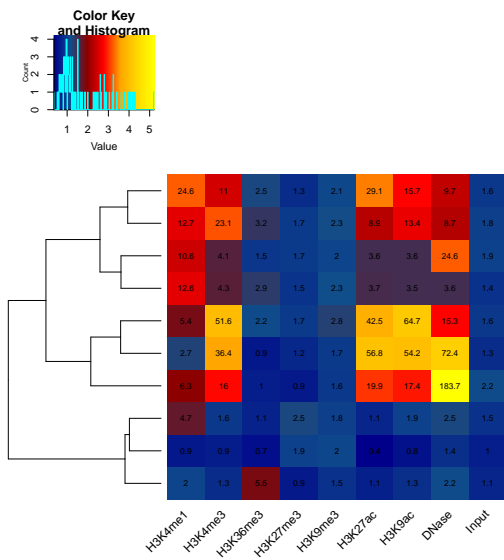 Color Key
and Histogram
Count
0 1 2 3 4
1 2 3 4 5
Value
24.6 11 2.5 1.3 2.1 29.1 15.7 9.7 1.6
12.7 23.1 3.2 1.7 2.3 8.9 13.4 8.7 1.8
10.6 4.1 1.5 1.7 2 3.6 3.6 24.6 1.9
12.6 4.3 2.9 1.5 2.3 3.7 3.5 3.6 1.4
5.4 51.6 2.2 1.7 2.8 42.5 64.7 15.3 1.6
2.7 36.4 0.9 1.2 1.7 56.8 54.2 72.4 1.3
6.3 16 1 0.9 1.6 19.9 17.4 183.7 2.2
4.7 1.6 1.1 2.5 1.8 1.1 1.9 2.5 1.5
0.9 0.9 0.7 1.9 2 0.8 1.4 1
2 1.3 5.5 0.9 1.6 1.1 1.3 2.2 1.1
H3K4me1 H3K4me3 H3K36me3 H3K27me3 H3K9me3 H3K27ac H3K9ac DNase Input